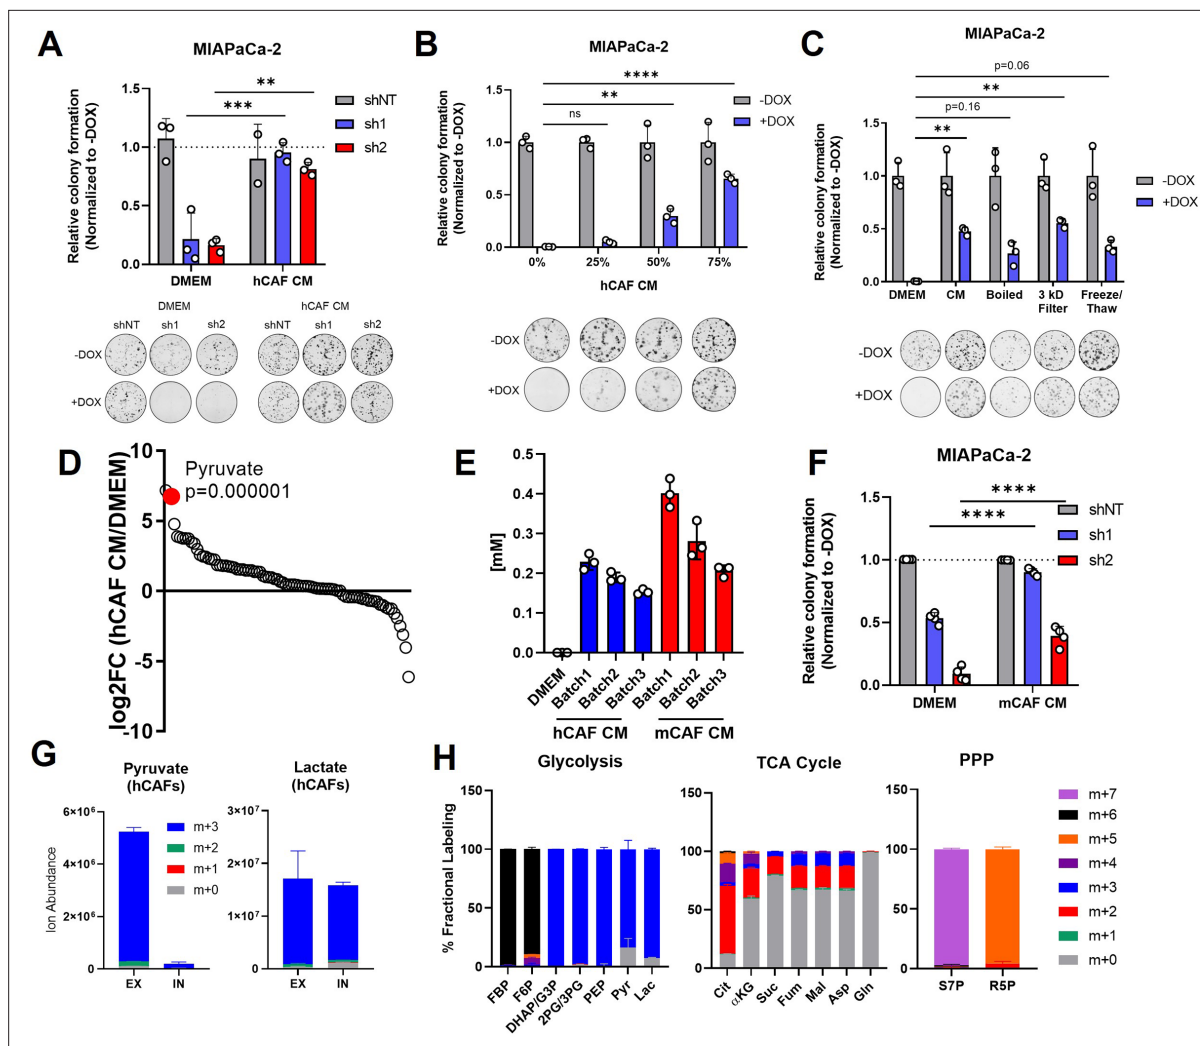 A
MIAPaCa-2
Relative colony formation
(Normalized to -DOX)
1.5
1.0
0.5
0.0
**
***
shNT
sh1
sh2
DMEM
hCAF CM
DMEM
hCAF CM
shNT
sh1
sh2
shNT
sh1
sh2
-DOX
+DOX
B
MIAPaCa-2
Relative colony formation
(Normalized to -DOX)
1.5
1.0
0.5
0.0
****
**
ns
-DOX
+DOX
0%
25%
50%
75%
hCAF CM
-DOX
+DOX
C
MIAPaCa-2
Relative colony formation
(Normalized to -DOX)
1.5
1.0
0.5
0.0
p=0.06
**
p=0.16
**
-DOX
+DOX
DMEM
CM
Boiled
3 kD
Filter
Freeze/
Thaw
-DOX
+DOX
D
log2FC (hCAF CM/DMEM)
10
5
0
-5
-10
Pyruvate
p=0.000001
E
[mM]
0.5
0.4
0.3
0.2
0.1
0.0
DMEM
Batch1
Batch2
Batch3
Batch1
Batch2
Batch3
hCAF CM
mCAF CM
F
MIAPaCa-2
Relative colony formation
(Normalized to -DOX)
1.5
1.0
0.5
0.0
****
****
shNT
sh1
sh2
DMEM
mCAF CM
G
Pyruvate
(hCAFs)
Ion Abundance
6×10⁶
4×10⁶
2×10⁶
0
m+3
m+2
m+1
m+0
EX
IN
Lactate
(hCAFs)
3×10⁷
2×10⁷
1×10⁷
0
EX
IN
H
Glycolysis
% Fractional Labeling
100
50
0
FBP
F6P
DHAP/G3P
2PG/3PG
PEP
Pyr
Lac
TCA Cycle
100
50
0
Cit
αKG
Suc
Fum
Mal
Asp
Gln
PPP
100
50
0
S7P
R5P
m+7
m+6
m+5
m+4
m+3
m+2
m+1
m+0